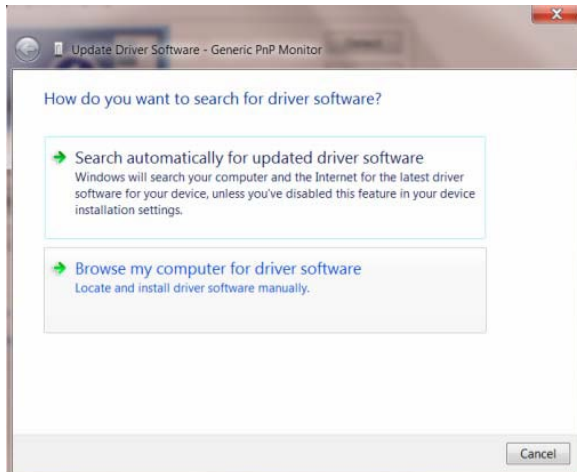 Update Driver Software - Generic PnP Monitor
How do you want to search for driver software?
Search automatically for updated driver software
Windows will search your computer and the Internet for the latest driver
software for your device, unless you've disabled this feature in your device
installation settings.
Browse my computer for driver software
Locate and install driver software manually.
Cancel